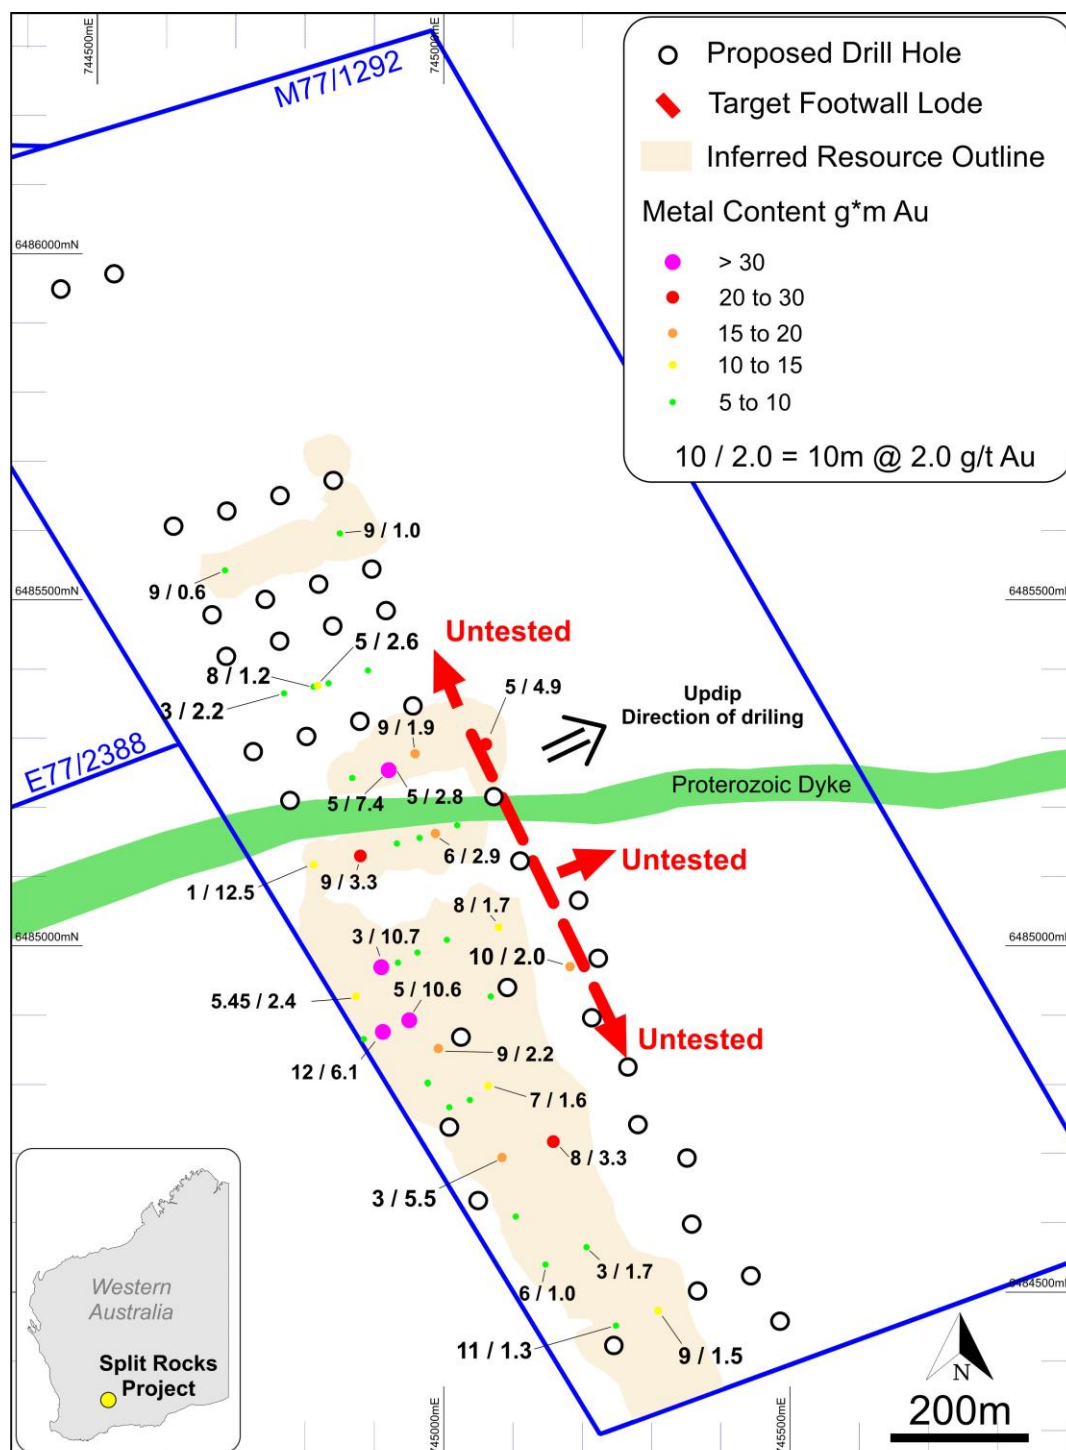 744500mE
745000mE
M77/1292
Proposed Drill Hole
Target Footwall Lode
Inferred Resource Outline
Metal Content g*m Au
> 30
20 to 30
15 to 20
10 to 15
5 to 10
10 / 2.0 = 10m @ 2.0 g/t Au
6486000mN
9 / 1.0
9 / 0.6
6485500mN
6485500mN
Untested
5 / 2.6
8 / 1.2
3 / 2.2
5 / 4.9
Updip
Direction of driling
9 / 1.9
E77/2388
5 / 7.4
5 / 2.8
Proterozoic Dyke
6 / 2.9
Untested
1 / 12.5
9 / 3.3
8 / 1.7
3 / 10.7
6485000mN
6485000mN
10 / 2.0
5.45 / 2.4
5 / 10.6
Untested
12 / 6.1
9 / 2.2
7 / 1.6
8 / 3.3
3 / 5.5
3 / 1.7
6 / 1.0
6484500mN
11 / 1.3
9 / 1.5
Western
Australia
Split Rocks
Project
N
200m
745000mE
745500mE